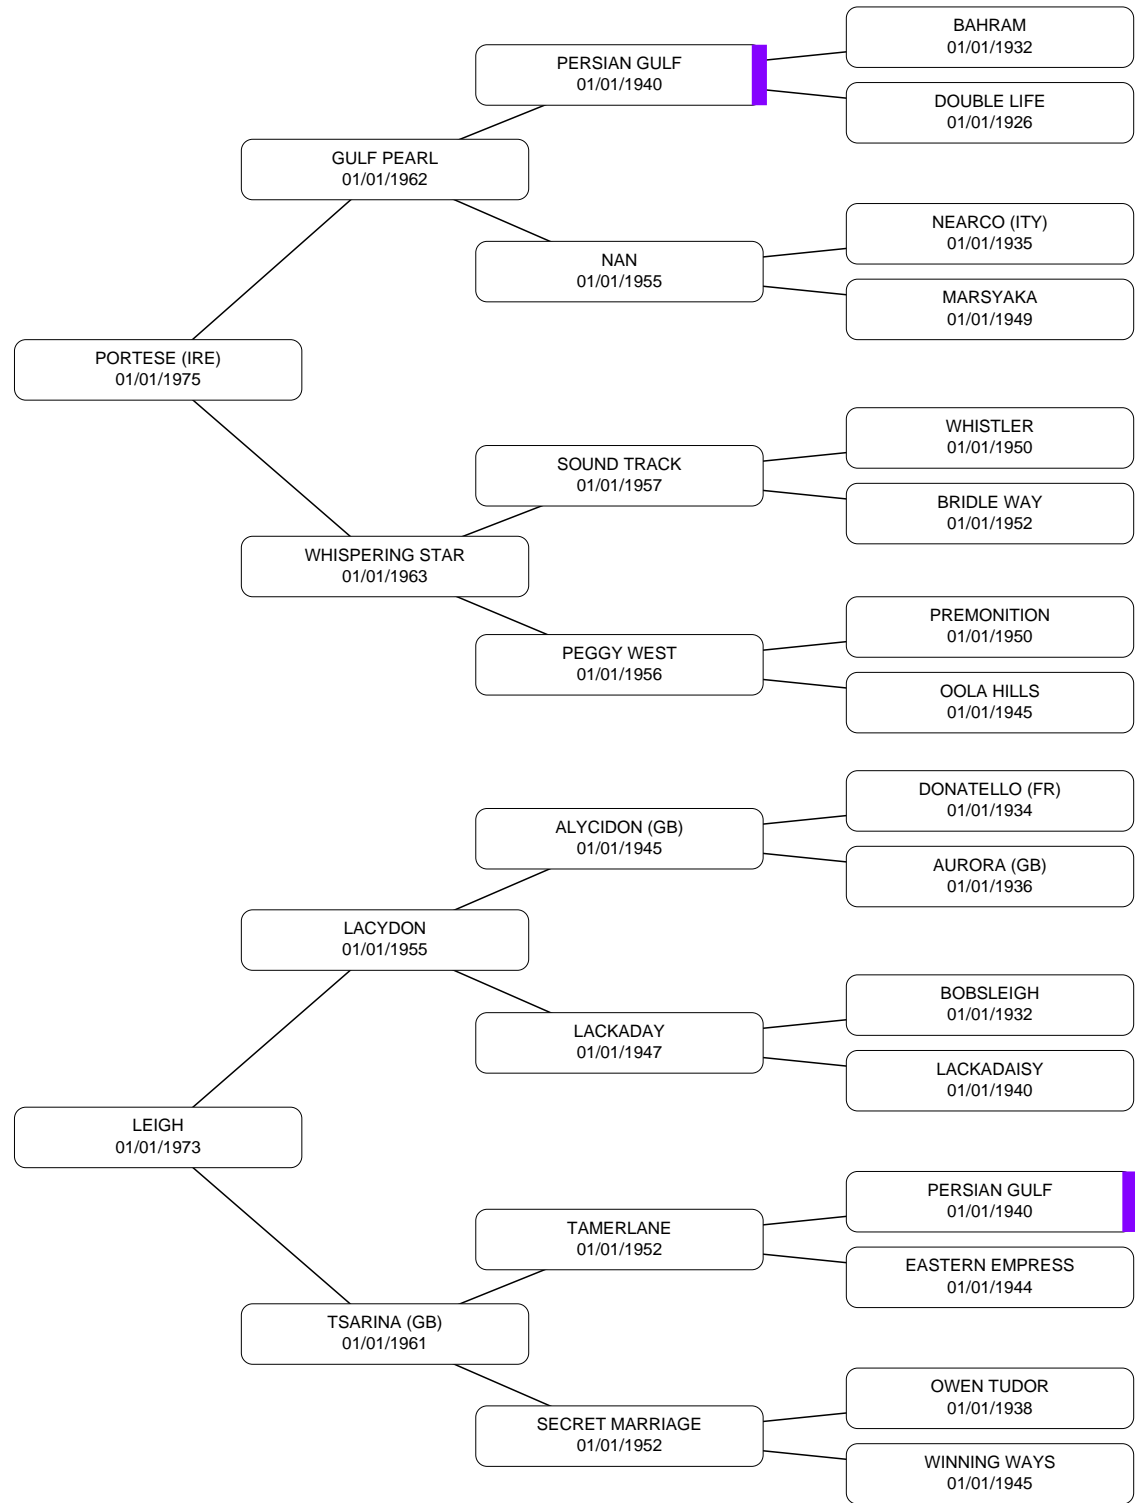 BAHRAM
01/01/1932
PERSIAN GULF
01/01/1940
DOUBLE LIFE
01/01/1926
GULF PEARL
01/01/1962
NEARCO (ITY)
01/01/1935
NAN
01/01/1955
MARSYAKA
01/01/1949
PORTESE (IRE)
01/01/1975
WHISTLER
01/01/1950
SOUND TRACK
01/01/1957
BRIDLE WAY
01/01/1952
WHISPERING STAR
01/01/1963
PREMONITION
01/01/1950
PEGGY WEST
01/01/1956
OOLA HILLS
01/01/1945
DONATELLO (FR)
01/01/1934
ALYCIDON (GB)
01/01/1945
AURORA (GB)
01/01/1936
LACYDON
01/01/1955
BOBSLEIGH
01/01/1932
LACKADAY
01/01/1947
LACKADAISY
01/01/1940
LEIGH
01/01/1973
PERSIAN GULF
01/01/1940
TAMERLANE
01/01/1952
EASTERN EMPRESS
01/01/1944
TSARINA (GB)
01/01/1961
OWEN TUDOR
01/01/1938
SECRET MARRIAGE
01/01/1952
WINNING WAYS
01/01/1945